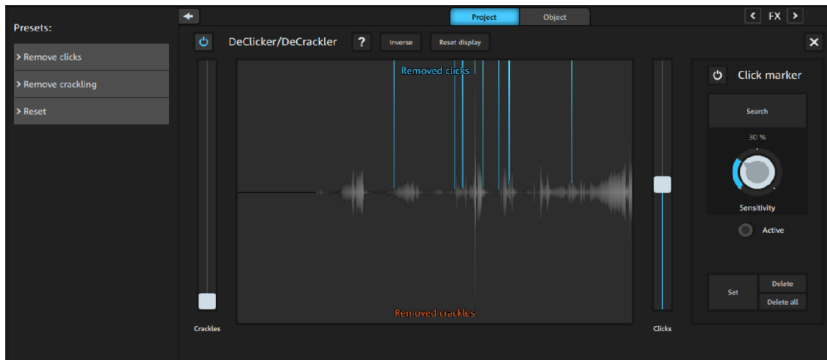 Presets:
> Remove clicks
> Remove crackling
> Reset
Project
Object
< FX >
DeClicker/DeCrackler
?
Inverse
Reset display
Removed clicks
Removed crackles
Crackles
Clicks
Click marker
Search
30 %
Sensitivity
Active
Set
Delete
Delete all